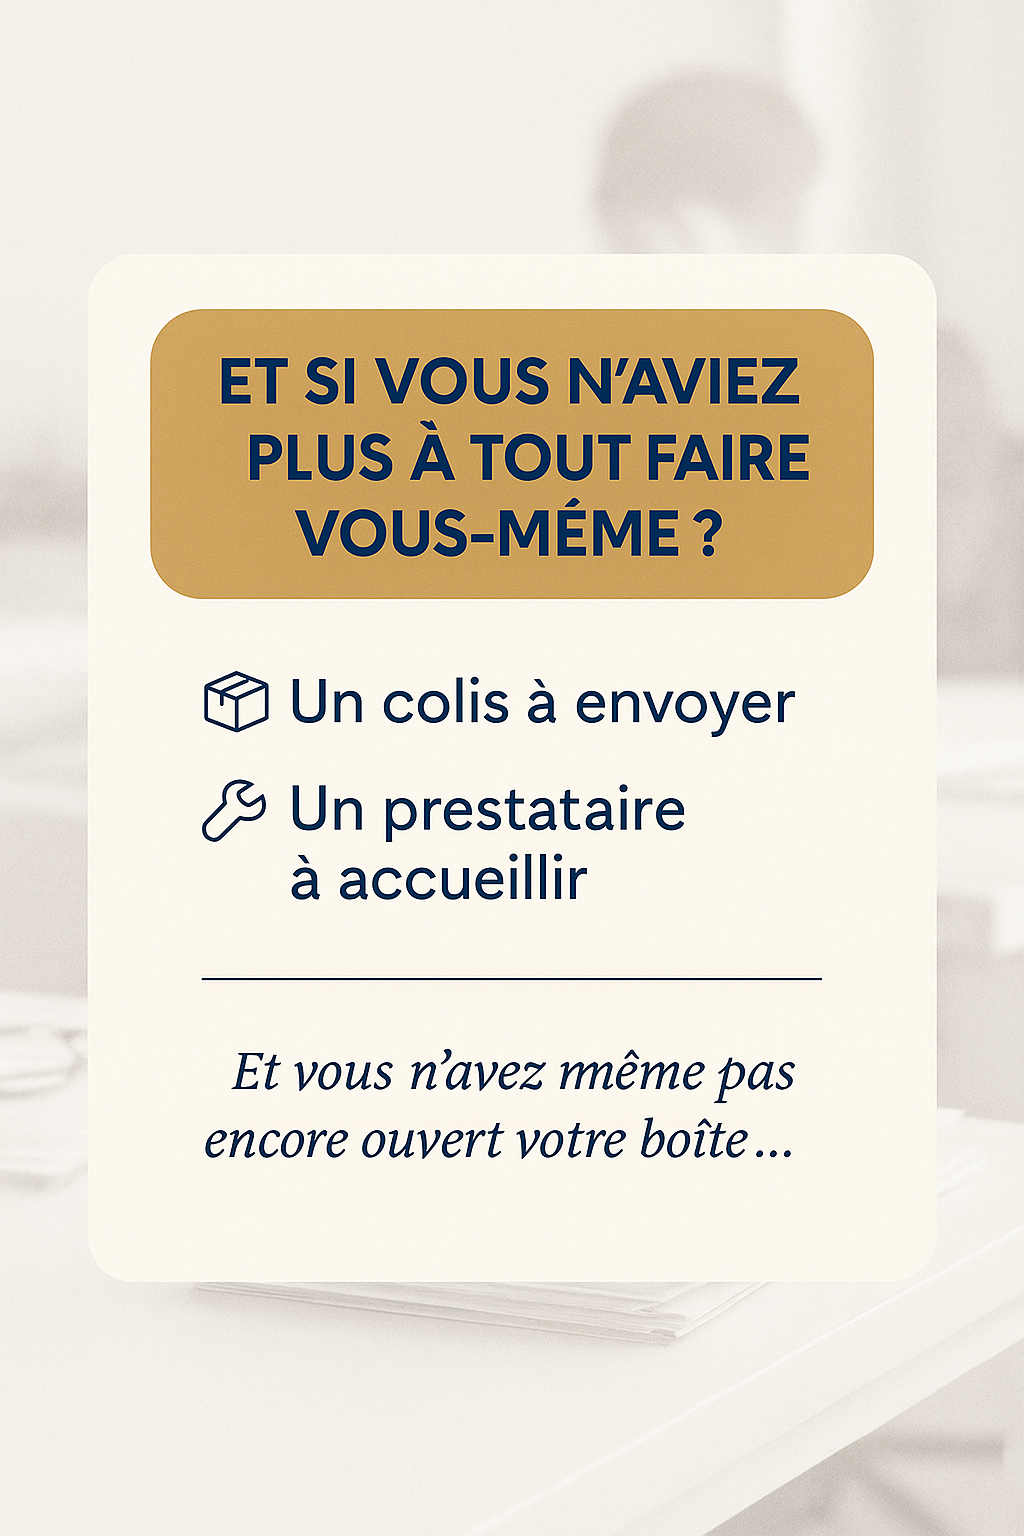 ET SI VOUS N'AVIEZ
PLUS À TOUT FAIRE
VOUS-MÉME ?
Un colis à envoyer
Un prestataire
à accueillir
Et vous n'avez même pas
encore ouvert votre boîte...